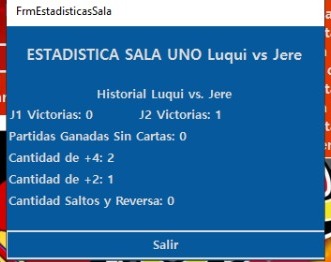 FrmEstadisticasSala
ESTADISTICA SALA UNO Luqui vs Jere
Historial Luqui vs. Jere
J1 Victorias: 0 J2 Victorias: 1
Partidas Ganadas Sin Cartas: 0
Cantidad de +4: 2
Cantidad de +2: 1
Cantidad Saltos y Reversa: 0
Salir